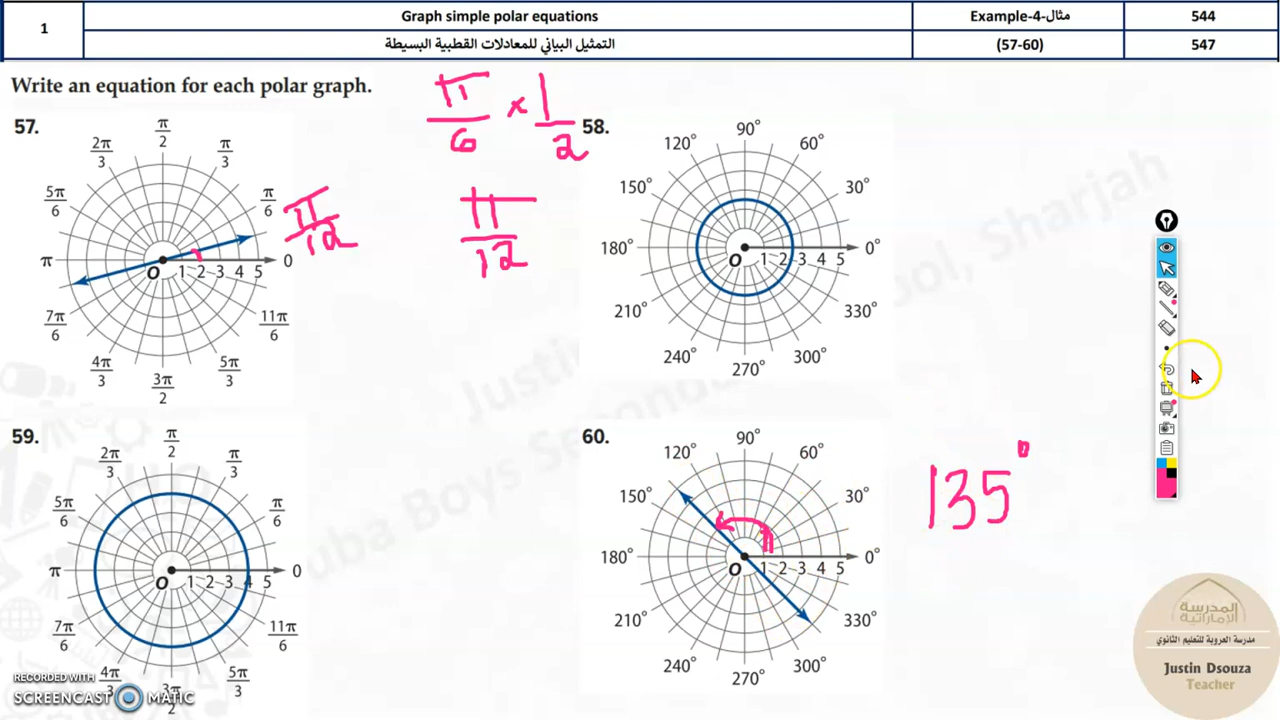 1
Graph simple polar equations
مثال-4-Example
544
التمثيل البياني للمعادلات القطبية البسيطة
(57-60)
547
Write an equation for each polar graph.
π/6 × 1/2
π/12
57.
π/2
2π/3 π/3
5π/6 π/6
π/12
π O 1 2 3 4 5 0
7π/6 11π/6
4π/3 5π/3
3π/2
58.
90°
120° 60°
150° 30°
180° O 1 2 3 4 5 0°
210° 330°
240° 300°
270°
59.
π/2
2π/3 π/3
5π/6 π/6
π O 1 2 3 4 5 0
7π/6 11π/6
4π/3 5π/3
3π/2
60.
90°
120° 60°
150° 30°
180° O 1 2 3 4 5 0°
210° 330°
240° 300°
270°
135°
RECORDED WITH
SCREENCAST MATIC
المدرسة
الإماراتية
مدرسة العروبة للتعليم الثانوي
Justin Dsouza
Teacher